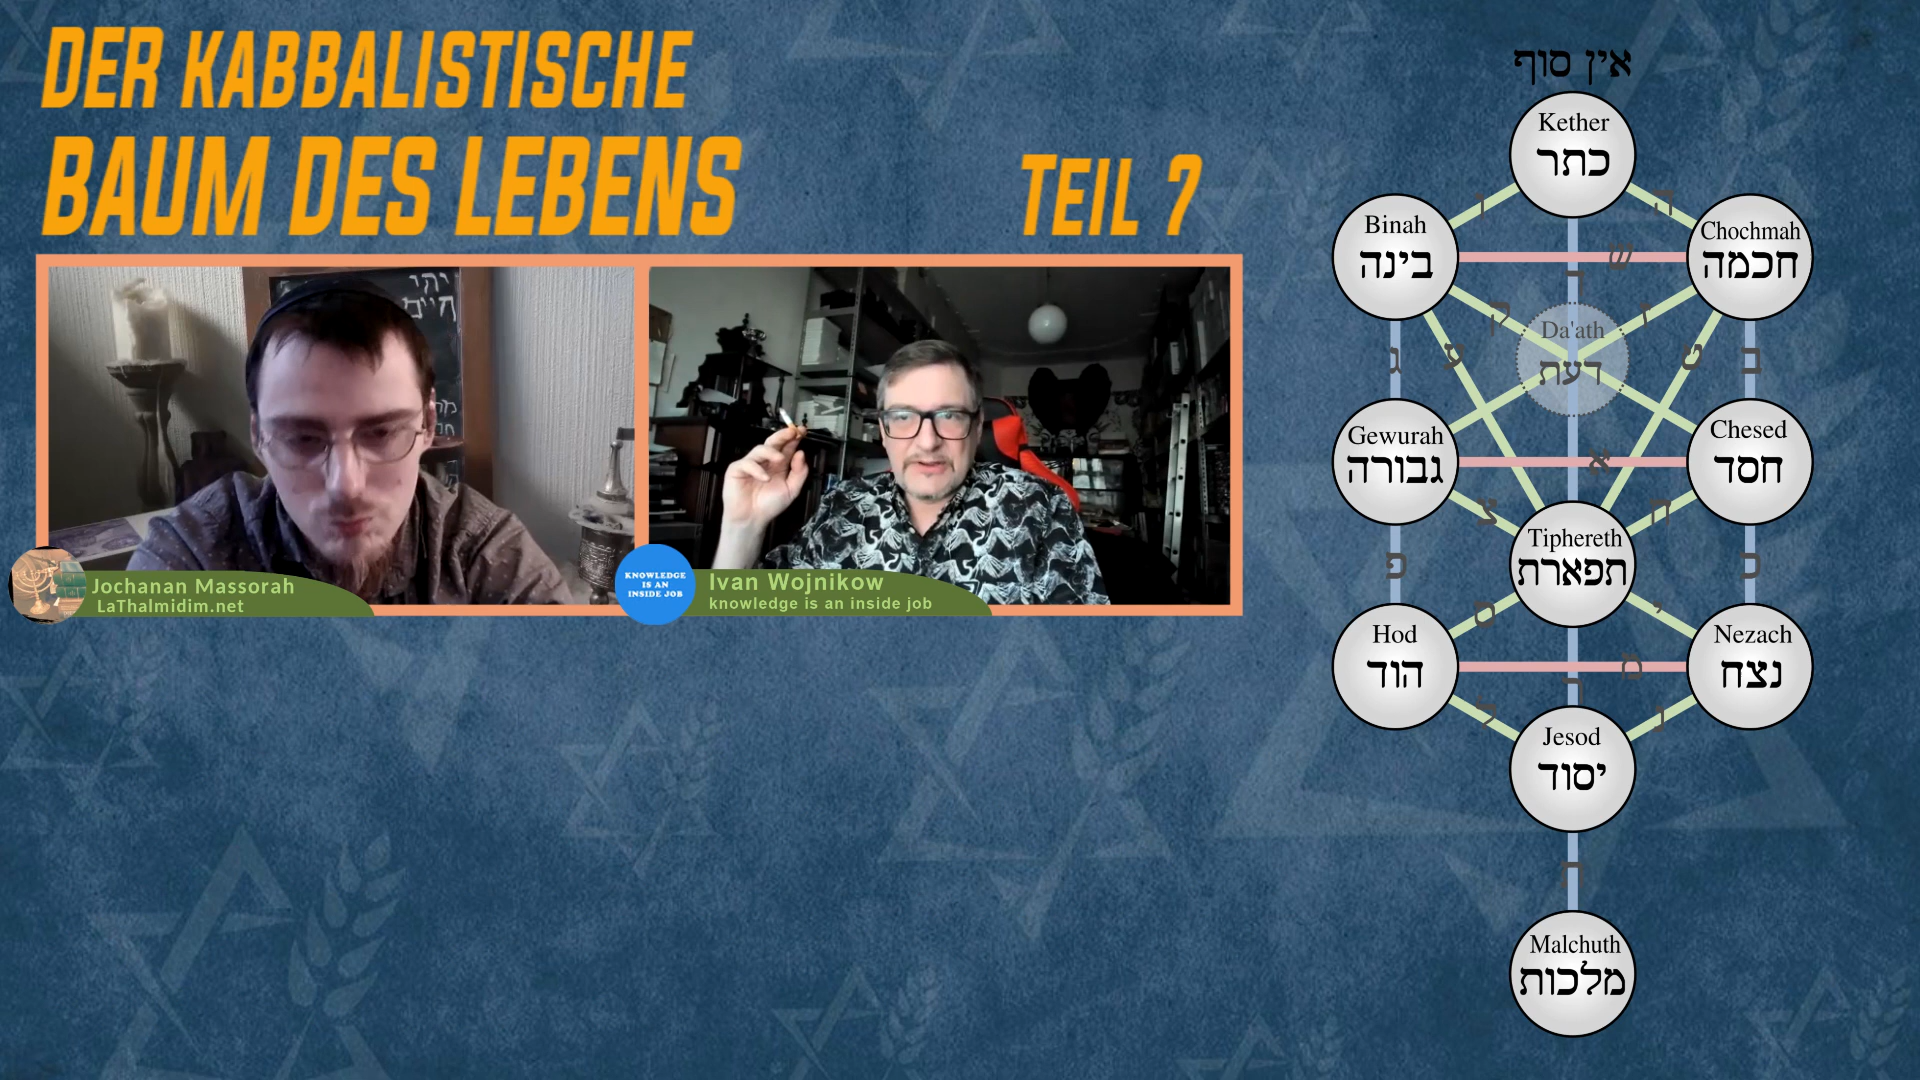 DER KABBALISTISCHE
BAUM DES LEBENS
TEIL 7
יהי
חיים
Jochanan Massorah
LaThalmidim.net
KNOWLEDGE
IS AN
INSIDE JOB
Ivan Wojnikow
knowledge is an inside job
אין סוף
Kether
כתר
ו
ה
Binah
בינה
Chochmah
חכמה
ש
ק
ז
Da'ath
דעת
ג
ע
ט
ב
Gewurah
גבורה
Chesed
חסד
א
צ
ח
Tiphereth
תפארת
פ
כ
ס
י
Hod
הוד
Nezach
נצח
מ
ר
ל
נ
Jesod
יסוד
ת
Malchuth
מלכות